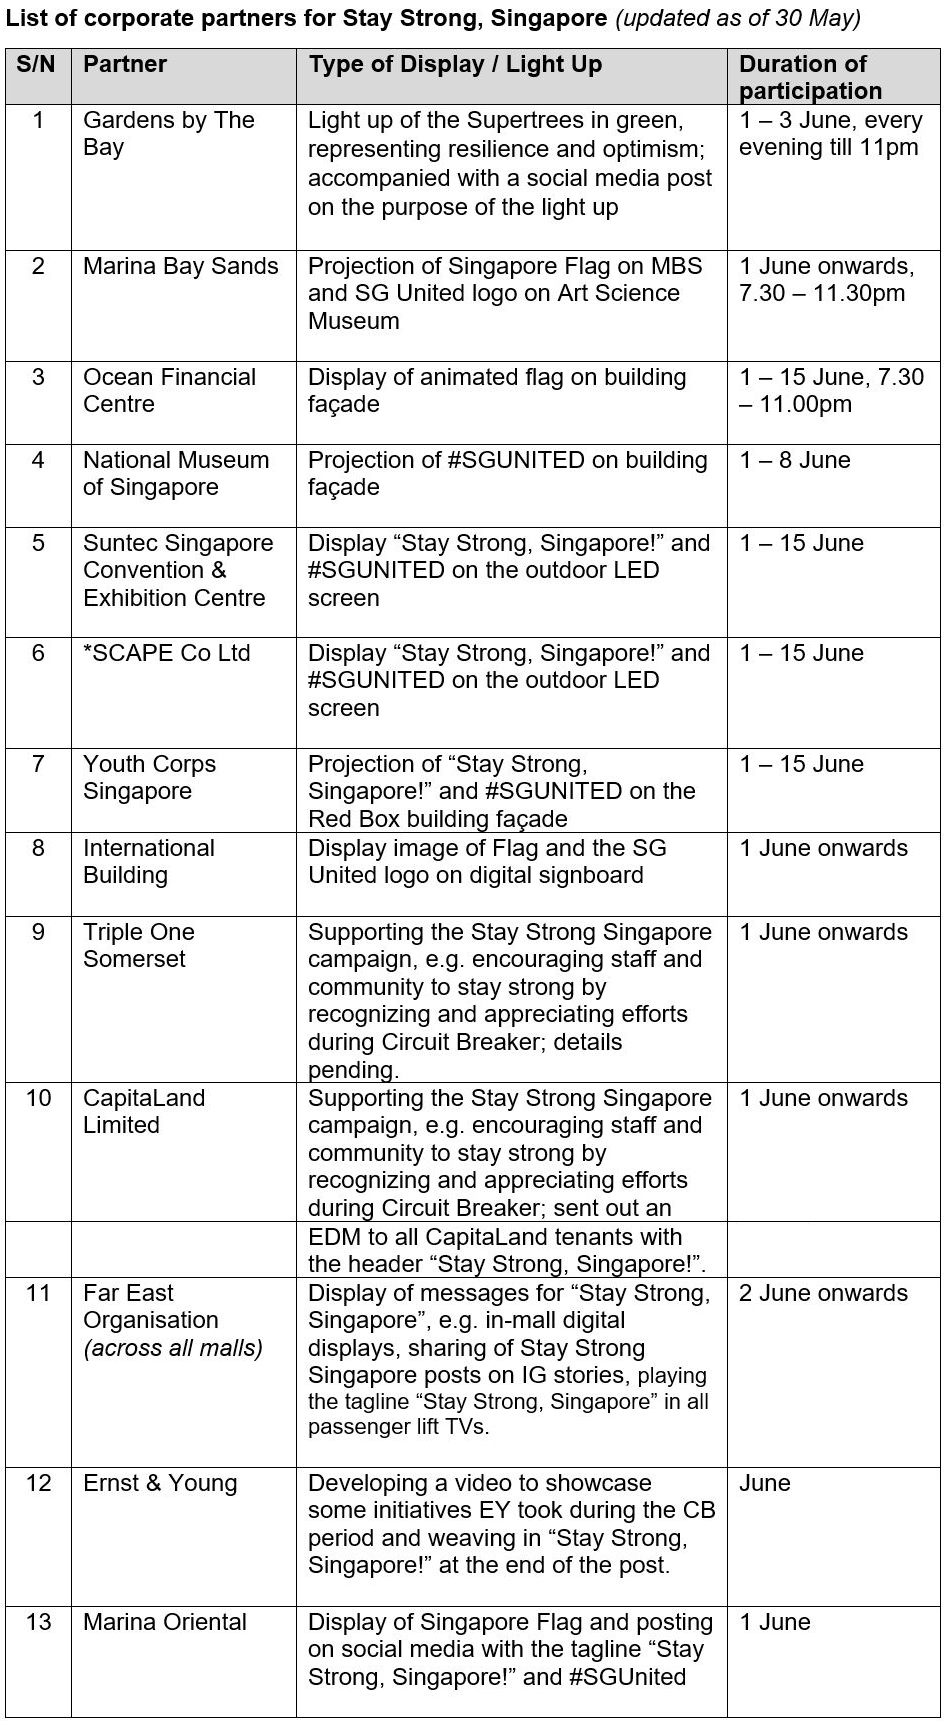 List of corporate partners for Stay Strong, Singapore (updated as of 30 May)
S/N Partner Type of Display / Light Up Duration of
participation
1 Gardens by The Light up of the Supertrees in green, 1 – 3 June, every
Bay representing resilience and optimism; evening till 11pm
accompanied with a social media post
on the purpose of the light up
2 Marina Bay Sands Projection of Singapore Flag on MBS 1 June onwards,
and SG United logo on Art Science 7.30 – 11.30pm
Museum
3 Ocean Financial Display of animated flag on building 1 – 15 June, 7.30
Centre façade – 11.00pm
4 National Museum Projection of #SGUNITED on building 1 – 8 June
of Singapore façade
5 Suntec Singapore Display “Stay Strong, Singapore!” and 1 – 15 June
Convention & #SGUNITED on the outdoor LED
Exhibition Centre screen
6 *SCAPE Co Ltd Display “Stay Strong, Singapore!” and 1 – 15 June
#SGUNITED on the outdoor LED
screen
7 Youth Corps Projection of “Stay Strong, 1 – 15 June
Singapore Singapore!” and #SGUNITED on the
Red Box building façade
8 International Display image of Flag and the SG 1 June onwards
Building United logo on digital signboard
9 Triple One Supporting the Stay Strong Singapore 1 June onwards
Somerset campaign, e.g. encouraging staff and
community to stay strong by
recognizing and appreciating efforts
during Circuit Breaker; details
pending.
10 CapitaLand Supporting the Stay Strong Singapore 1 June onwards
Limited campaign, e.g. encouraging staff and
community to stay strong by
recognizing and appreciating efforts
during Circuit Breaker; sent out an
EDM to all CapitaLand tenants with
the header “Stay Strong, Singapore!”.
11 Far East Display of messages for “Stay Strong, 2 June onwards
Organisation Singapore”, e.g. in-mall digital
(across all malls) displays, sharing of Stay Strong
Singapore posts on IG stories, playing
the tagline “Stay Strong, Singapore” in all
passenger lift TVs.
12 Ernst & Young Developing a video to showcase June
some initiatives EY took during the CB
period and weaving in “Stay Strong,
Singapore!” at the end of the post.
13 Marina Oriental Display of Singapore Flag and posting 1 June
on social media with the tagline “Stay
Strong, Singapore!” and #SGUnited